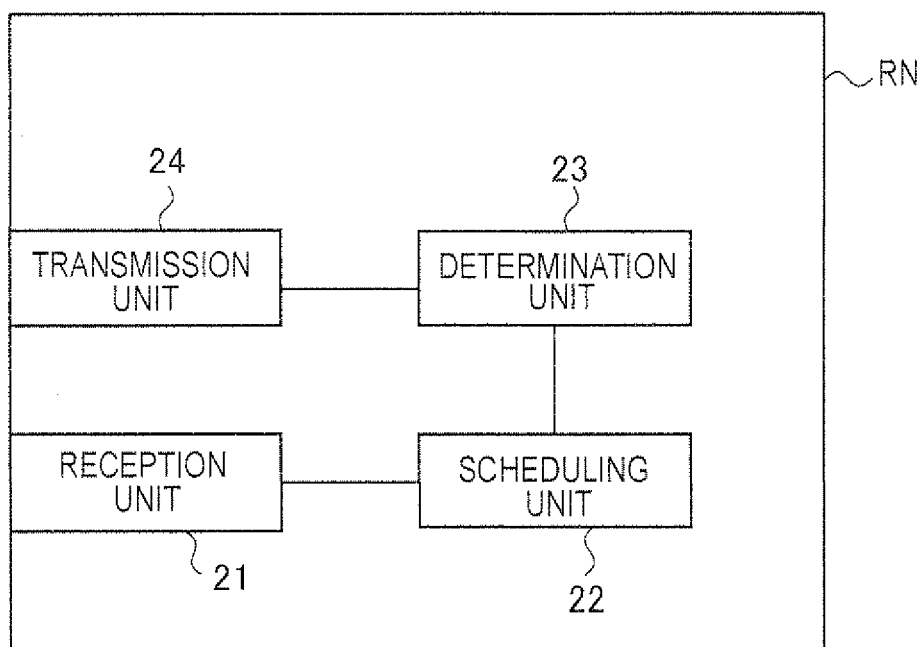 RN
24
23
TRANSMISSION
UNIT
DETERMINATION
UNIT
RECEPTION
UNIT
SCHEDULING
UNIT
21
22